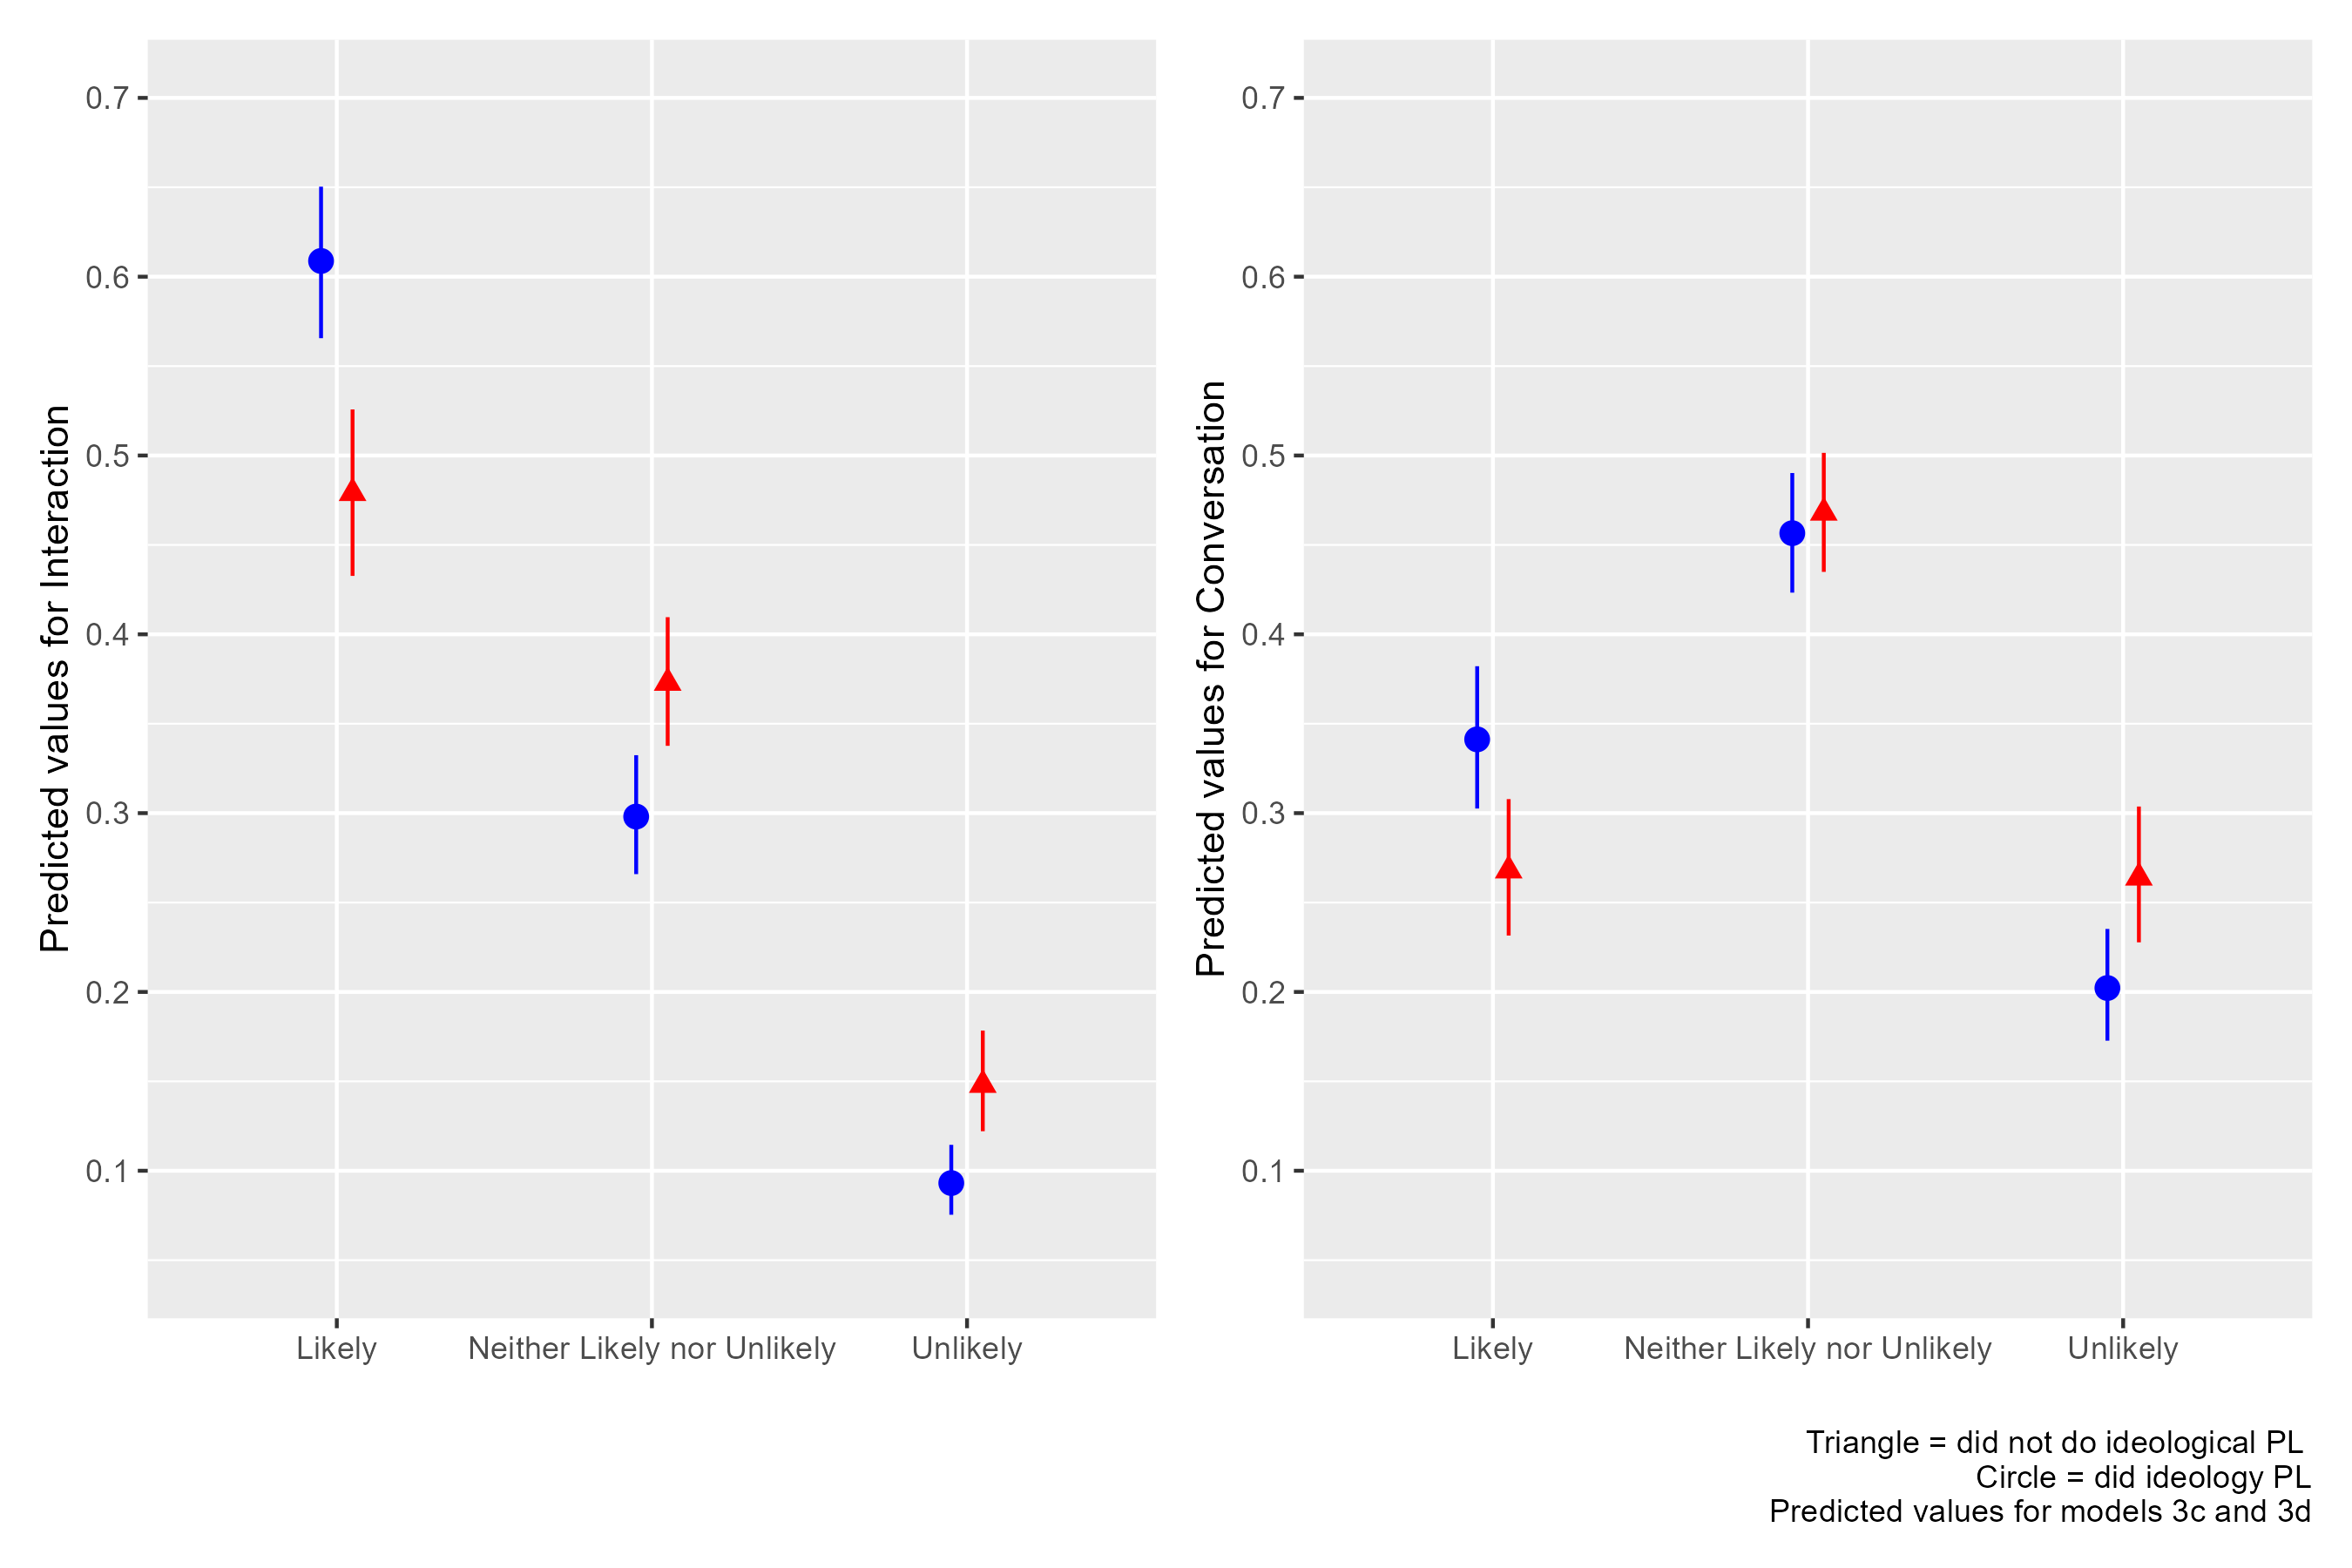 Predicted values for Interaction
0.7
0.6
0.5
0.4
0.3
0.2
0.1
Likely
Neither Likely nor Unlikely
Unlikely
Predicted values for Conversation
0.7
0.6
0.5
0.4
0.3
0.2
0.1
Likely
Neither Likely nor Unlikely
Unlikely
Triangle = did not do ideological PL
Circle = did ideology PL
Predicted values for models 3c and 3d